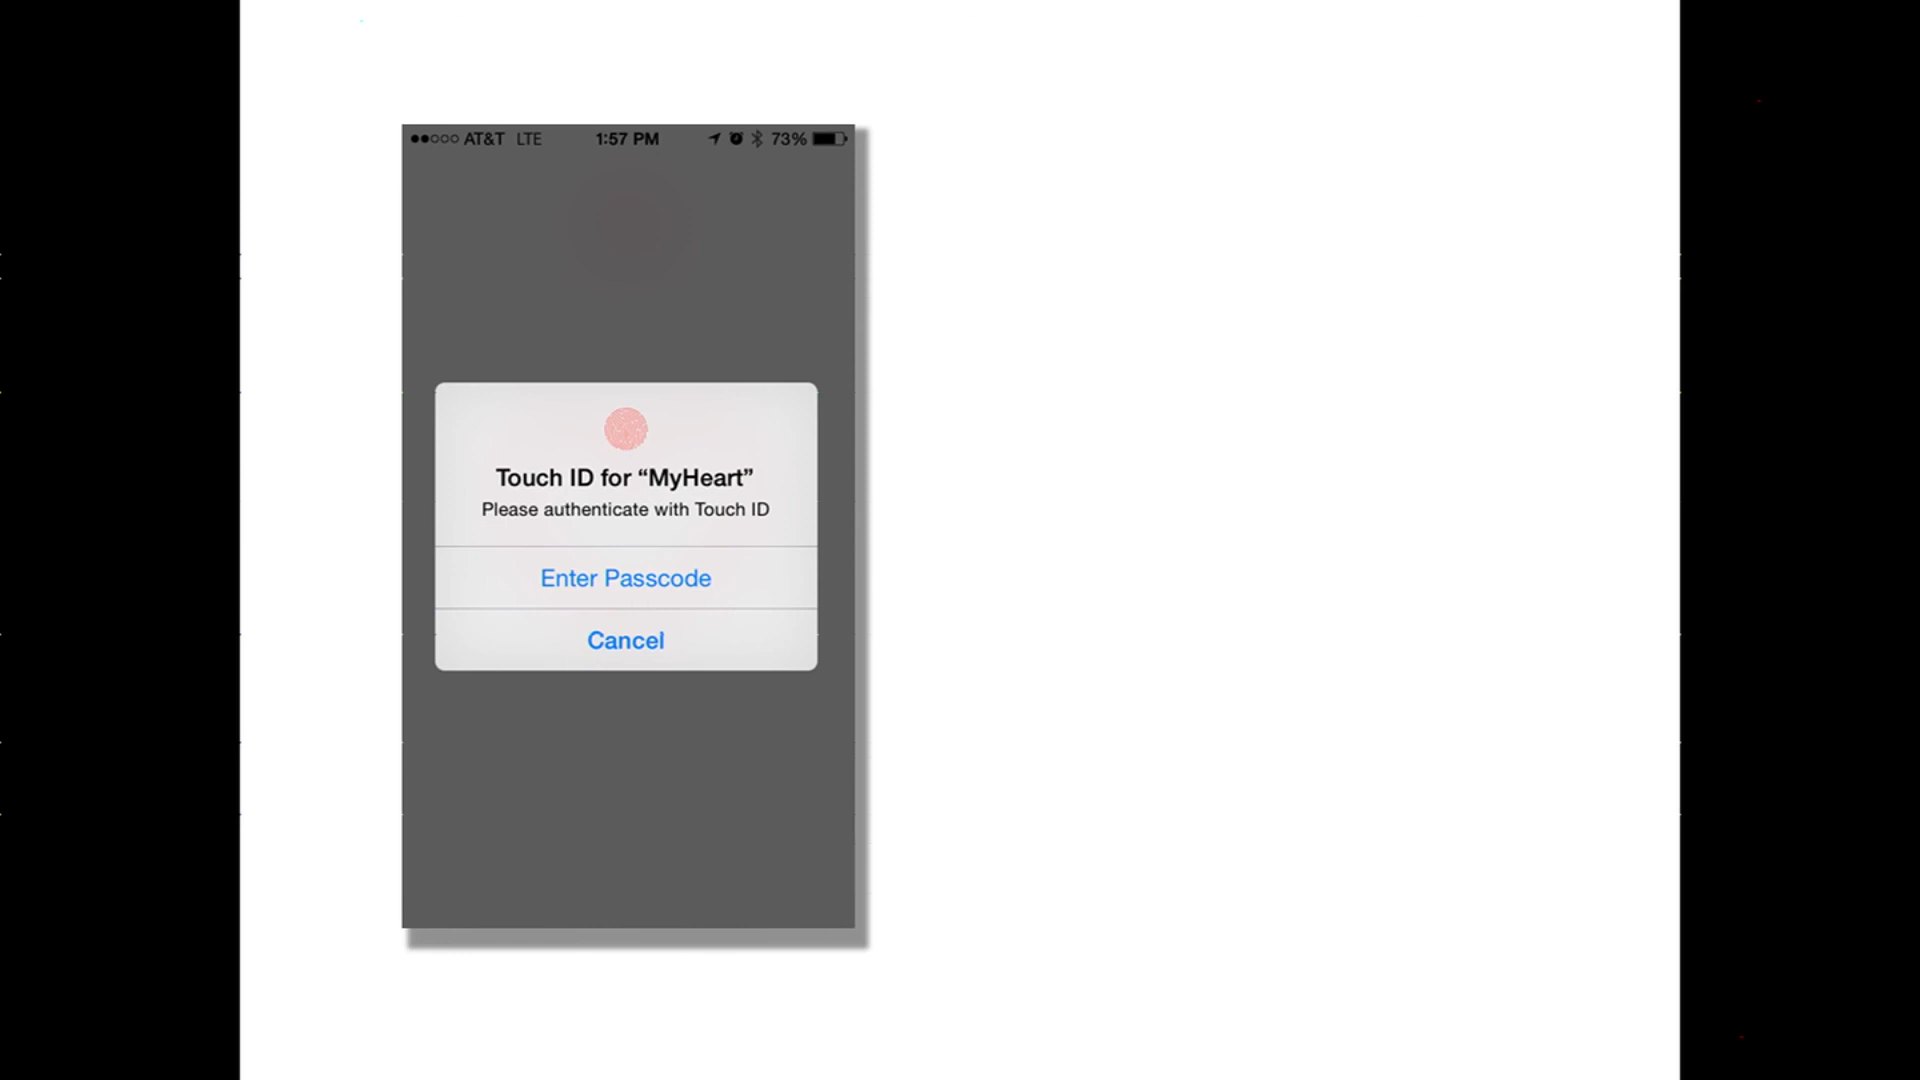 AT&T LTE 1:57 PM 73%
Touch ID for “MyHeart”
Please authenticate with Touch ID
Enter Passcode
Cancel